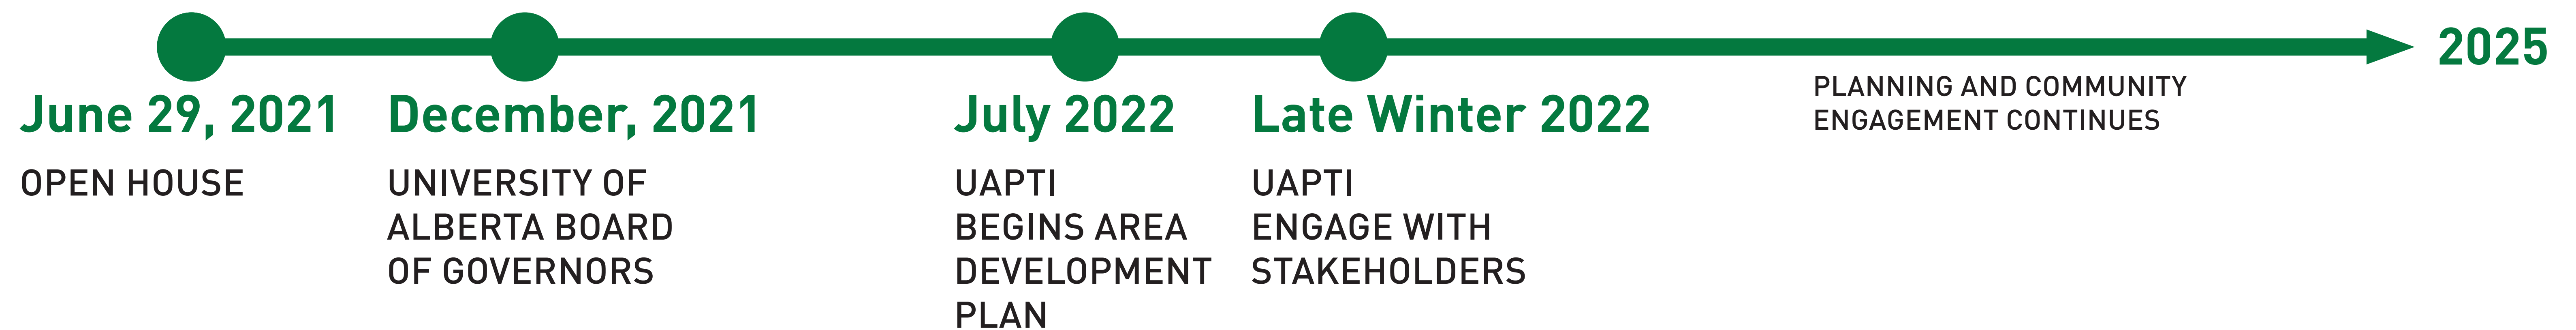 June 29, 2021
OPEN HOUSE
December, 2021
UNIVERSITY OF
ALBERTA BOARD
OF GOVERNORS
July 2022
UAPTI
BEGINS AREA
DEVELOPMENT
PLAN
Late Winter 2022
UAPTI
ENGAGE WITH
STAKEHOLDERS
PLANNING AND COMMUNITY
ENGAGEMENT CONTINUES
2025